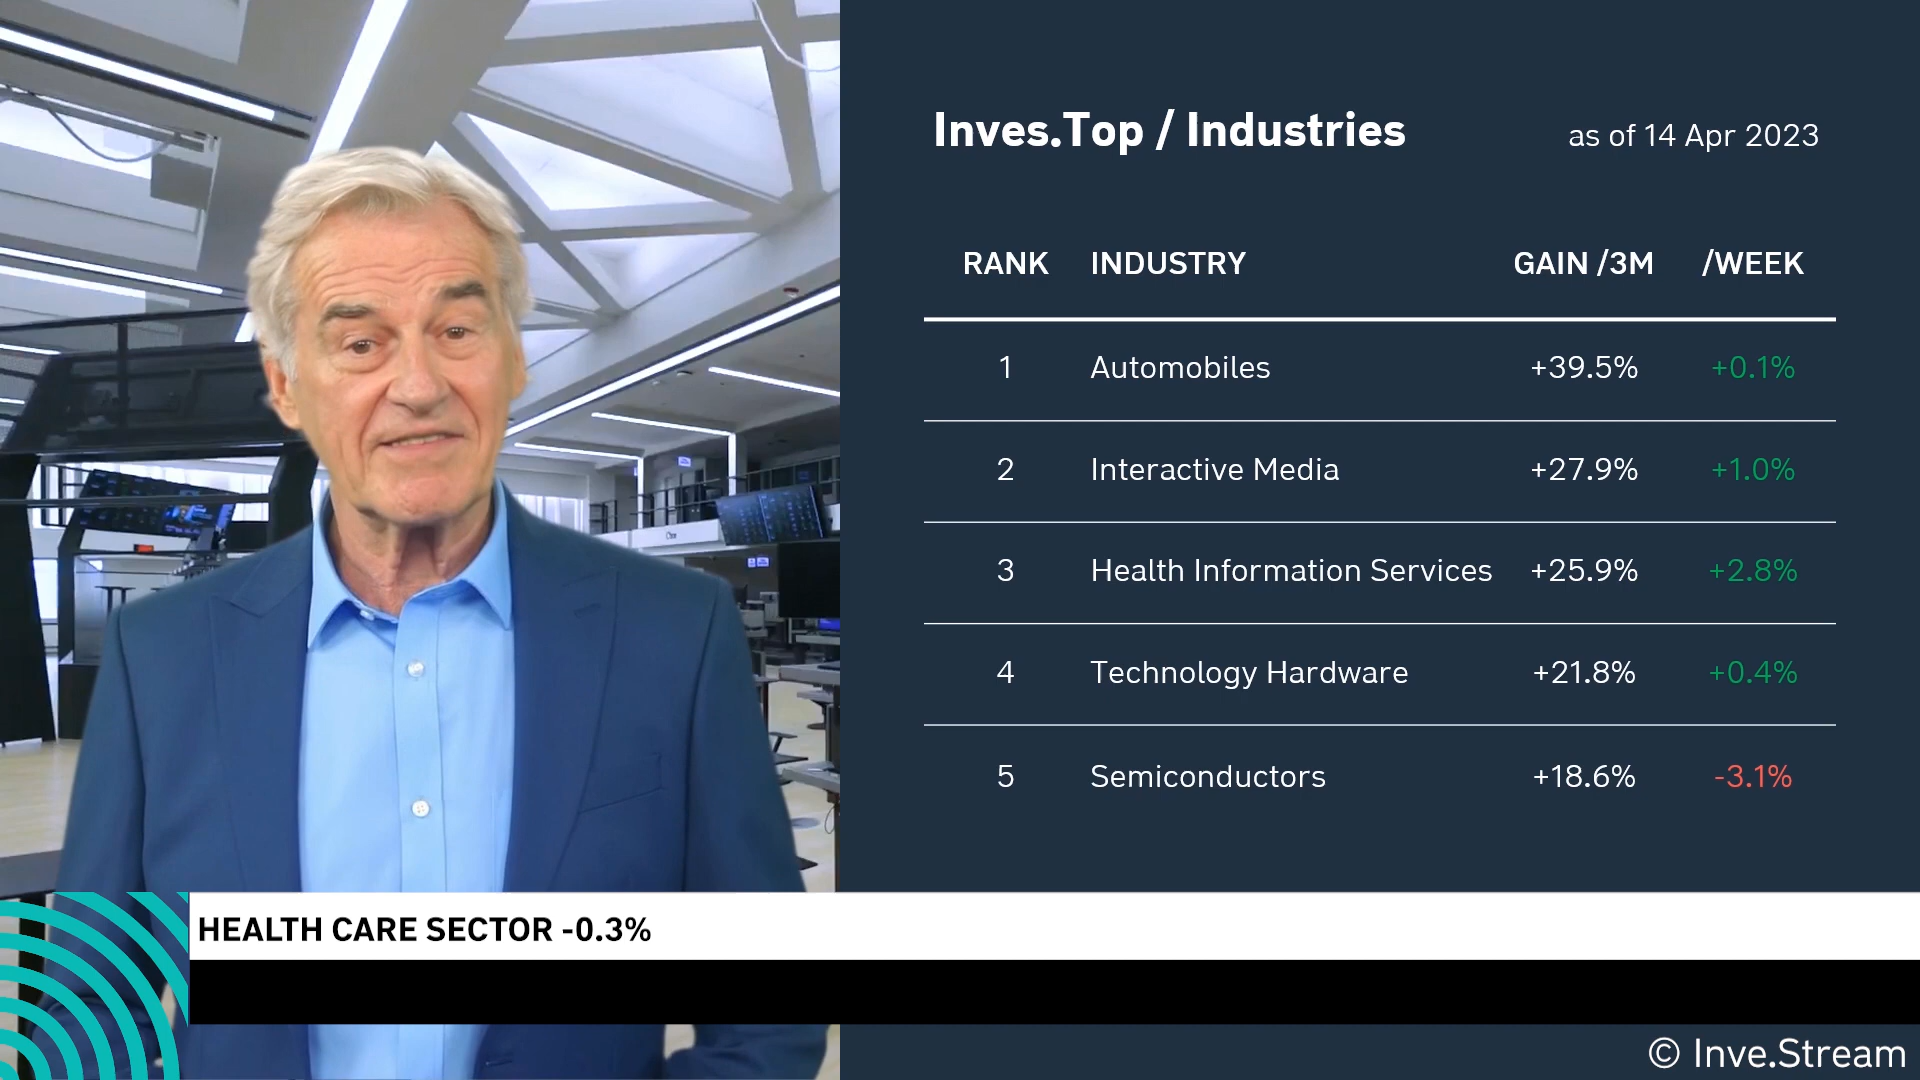 Inves.Top / Industries as of 14 Apr 2023
RANK INDUSTRY GAIN /3M /WEEK
1 Automobiles +39.5% +0.1%
2 Interactive Media +27.9% +1.0%
3 Health Information Services +25.9% +2.8%
4 Technology Hardware +21.8% +0.4%
5 Semiconductors +18.6% -3.1%
HEALTH CARE SECTOR -0.3%
© Inve.Stream